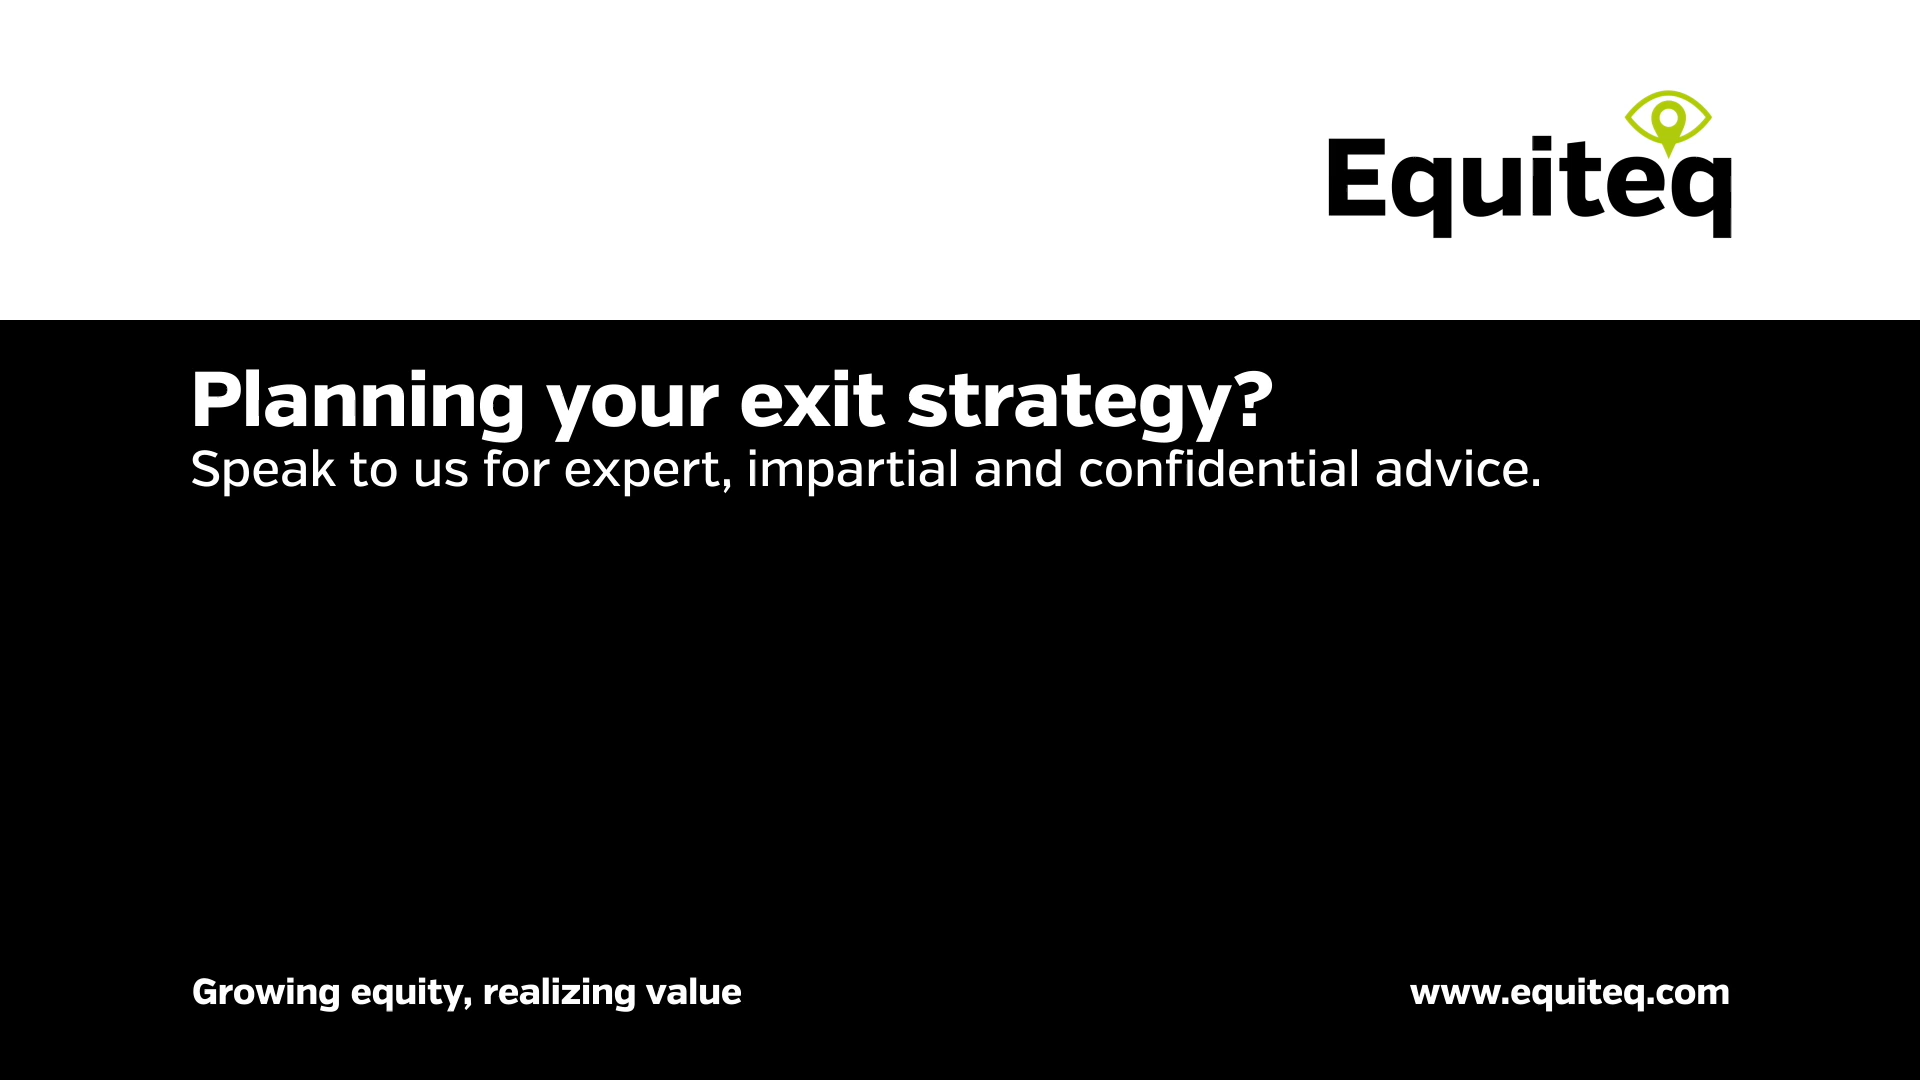 Equiteq
Planning your exit strategy?
Speak to us for expert, impartial and confidential advice.
Growing equity, realizing value
www.equiteq.com